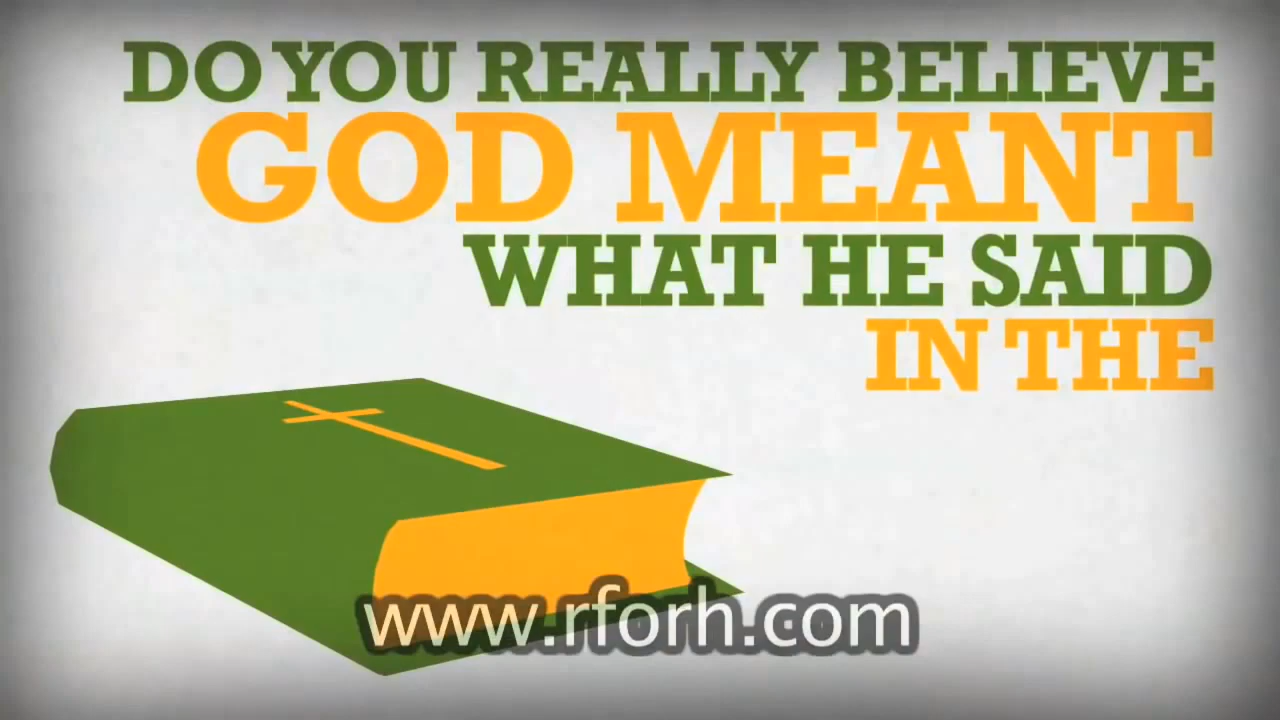 DO YOU REALLY BELIEVE
GOD MEANT
WHAT HE SAID
IN THE
www.rforh.com